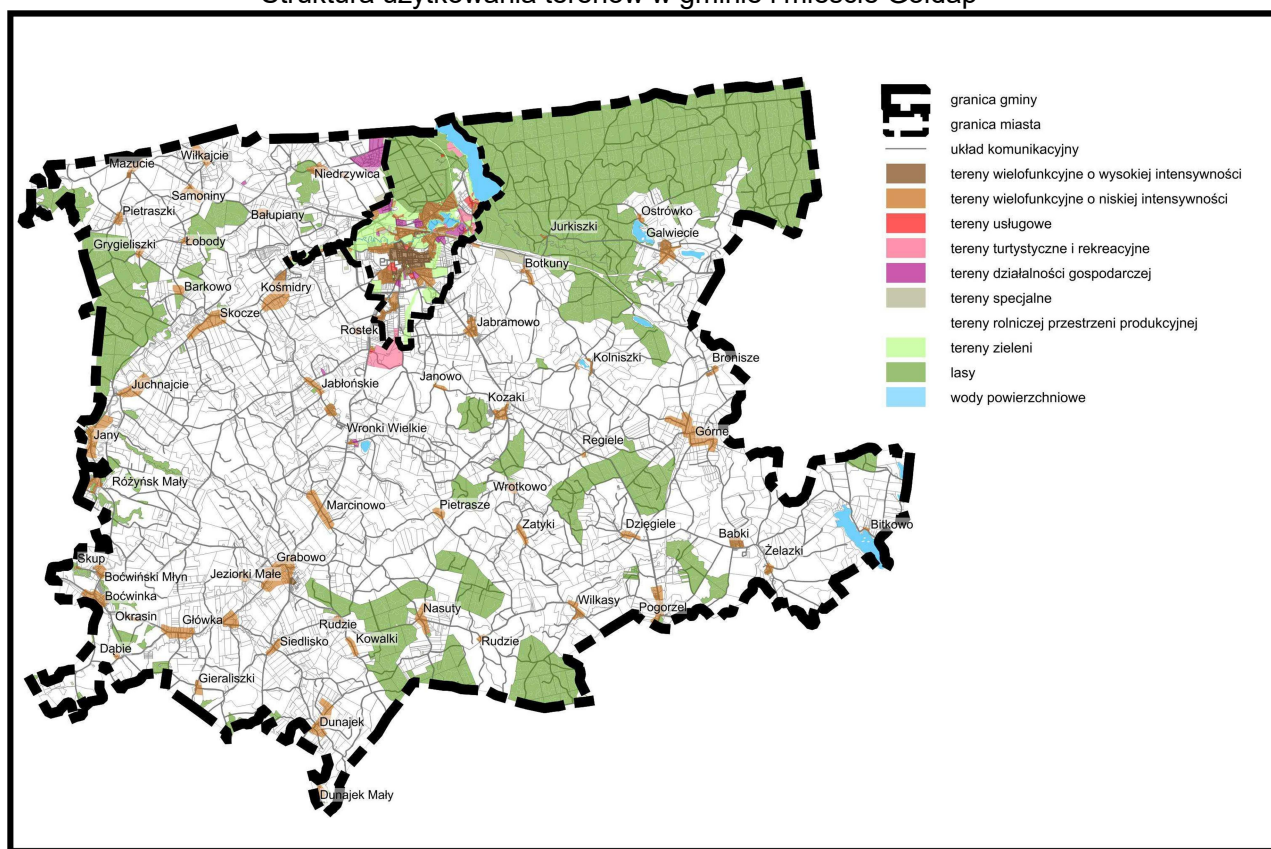 Struktura użytkowania terenów w gminie i mieście Gołdap
granica gminy
granica miasta
układ komunikacyjny
tereny wielofunkcyjne o wysokiej intensywności
tereny wielofunkcyjne o niskiej intensywności
tereny usługowe
tereny turtystyczne i rekreacyjne
tereny działalności gospodarczej
tereny specjalne
tereny rolniczej przestrzeni produkcyjnej
tereny zieleni
lasy
wody powierzchniowe
Wiłkajcie
Mazucie
Niedrzywica
Samoniny
Pietraszki
Bałupiany
Ostrówko
Jurkiszki
Galwiecie
Grygieliszki
Łobody
Botkuny
Barkowo
Kośmidry
Skocze
Rostek
Jabramowo
Kolniszki
Bronisze
Juchnajcie
Jabłońskie
Janowo
Kozaki
Wronki Wielkie
Górne
Jany
Regiele
Różyńsk Mały
Wrotkowo
Marcinowo
Pietrasze
Zatyki
Dzięgiele
Babki
Bitkowo
Żelazki
Skup
Grabowo
Boćwiński Młyn
Jeziorki Małe
Boćwinka
Okrasin
Główka
Rudzie
Nasuty
Wilkasy
Pogorzel
Dąbie
Siedlisko
Kowalki
Rudzie
Gieraliszki
Dunajek
Dunajek Mały